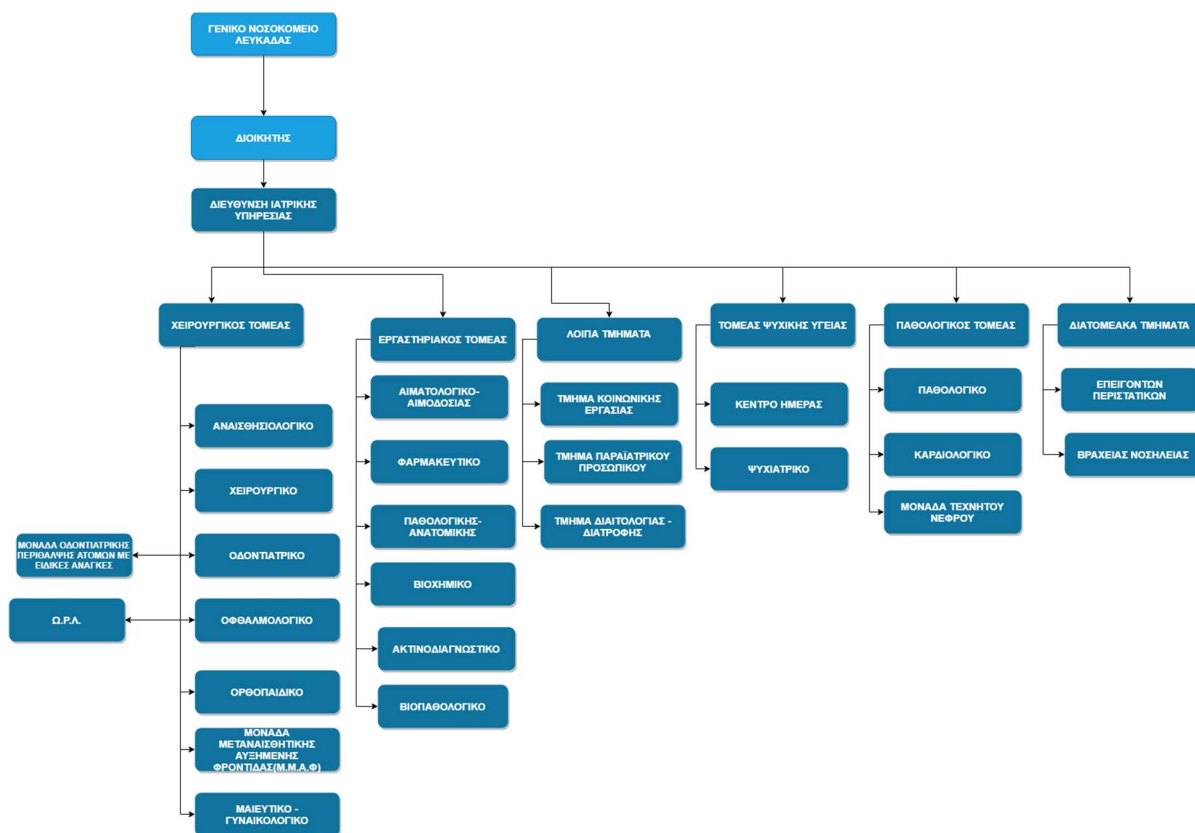 ΓΕΝΙΚΟ ΝΟΣΟΚΟΜΕΙΟ
ΛΕΥΚΑΔΑΣ
ΔΙΟΙΚΗΤΗΣ
ΔΙΕΥΘΥΝΣΗ ΙΑΤΡΙΚΗΣ
ΥΠΗΡΕΣΙΑΣ
ΧΕΙΡΟΥΡΓΙΚΟΣ ΤΟΜΕΑΣ
ΑΝΑΙΣΘΗΣΙΟΛΟΓΙΚΟ
ΧΕΙΡΟΥΡΓΙΚΟ
ΜΟΝΑΔΑ ΟΔΟΝΤΙΑΤΡΙΚΗΣ
ΠΕΡΙΘΑΛΨΗΣ ΑΤΟΜΩΝ ΜΕ
ΕΙΔΙΚΕΣ ΑΝΑΓΚΕΣ
ΟΔΟΝΤΙΑΤΡΙΚΟ
Ω.Ρ.Λ.
ΟΦΘΑΛΜΟΛΟΓΙΚΟ
ΟΡΘΟΠΑΙΔΙΚΟ
ΜΟΝΑΔΑ
ΜΕΤΑΝΑΙΣΘΗΤΙΚΗΣ
ΑΥΞΗΜΕΝΗΣ
ΦΡΟΝΤΙΔΑΣ(Μ.Μ.Α.Φ)
ΜΑΙΕΥΤΙΚΟ -
ΓΥΝΑΙΚΟΛΟΓΙΚΟ
ΕΡΓΑΣΤΗΡΙΑΚΟΣ ΤΟΜΕΑΣ
ΑΙΜΑΤΟΛΟΓΙΚΟ-
ΑΙΜΟΔΟΣΙΑΣ
ΦΑΡΜΑΚΕΥΤΙΚΟ
ΠΑΘΟΛΟΓΙΚΗΣ-
ΑΝΑΤΟΜΙΚΗΣ
ΒΙΟΧΗΜΙΚΟ
ΑΚΤΙΝΟΔΙΑΓΝΩΣΤΙΚΟ
ΒΙΟΠΑΘΟΛΟΓΙΚΟ
ΛΟΙΠΑ ΤΜΗΜΑΤΑ
ΤΜΗΜΑ ΚΟΙΝΩΝΙΚΗΣ
ΕΡΓΑΣΙΑΣ
ΤΜΗΜΑ ΠΑΡΑΪΑΤΡΙΚΟΥ
ΠΡΟΣΩΠΙΚΟΥ
ΤΜΗΜΑ ΔΙΑΙΤΟΛΟΓΙΑΣ -
ΔΙΑΤΡΟΦΗΣ
ΤΟΜΕΑΣ ΨΥΧΙΚΗΣ ΥΓΕΙΑΣ
ΚΕΝΤΡΟ ΗΜΕΡΑΣ
ΨΥΧΙΑΤΡΙΚΟ
ΠΑΘΟΛΟΓΙΚΟΣ ΤΟΜΕΑΣ
ΠΑΘΟΛΟΓΙΚΟ
ΚΑΡΔΙΟΛΟΓΙΚΟ
ΜΟΝΑΔΑ ΤΕΧΝΗΤΟΥ
ΝΕΦΡΟΥ
ΔΙΑΤΟΜΕΑΚΑ ΤΜΗΜΑΤΑ
ΕΠΕΙΓΟΝΤΩΝ
ΠΕΡΙΣΤΑΤΙΚΩΝ
ΒΡΑΧΕΙΑΣ ΝΟΣΗΛΕΙΑΣ